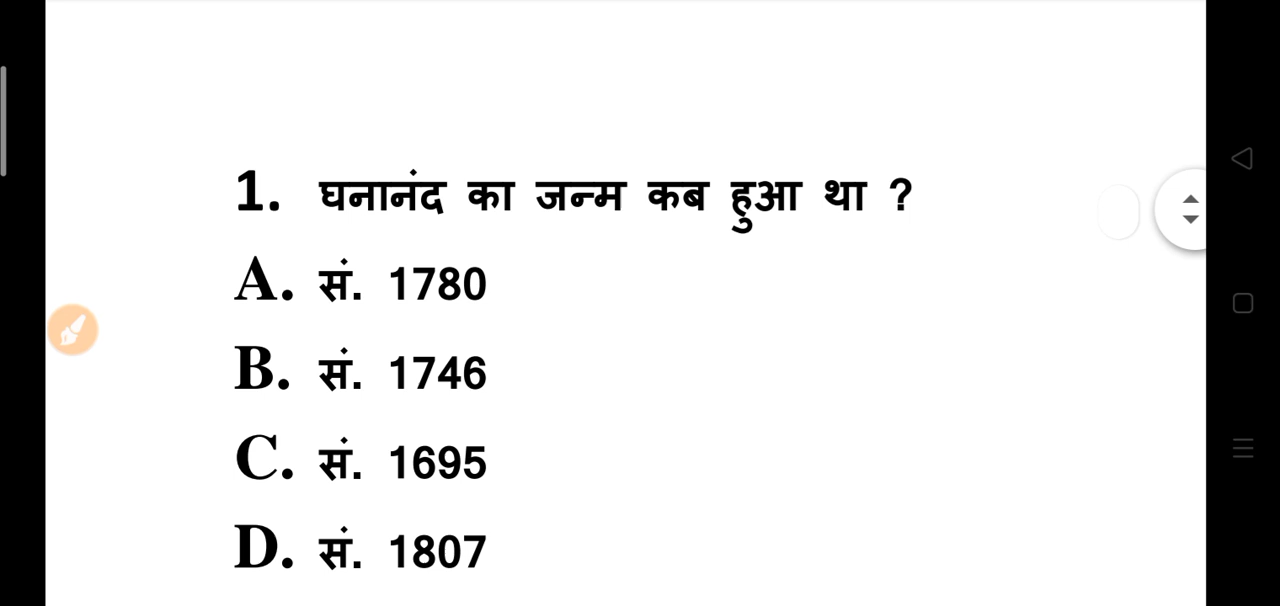 1. घनानंद का जन्म कब हुआ था ?
A. सं. 1780
B. सं. 1746
C. सं. 1695
D. सं. 1807